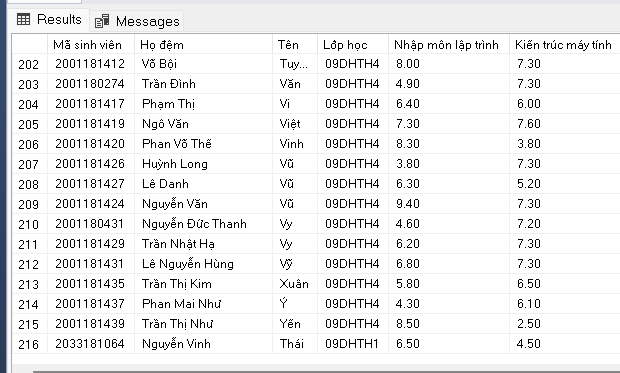 Results Messages
Mã sinh viên Họ đệm Tên Lớp học Nhập môn lập trình Kiến trúc máy tính
202 2001181412 Võ Bội Tuy... 09DHTH4 8.00 7.30
203 2001180274 Trần Đình Văn 09DHTH4 4.90 7.30
204 2001181417 Phạm Thị Vi 09DHTH4 6.40 6.00
205 2001181419 Ngô Văn Việt 09DHTH4 7.30 7.60
206 2001181420 Phan Võ Thế Vinh 09DHTH4 8.30 3.80
207 2001181426 Huỳnh Long Vũ 09DHTH4 3.80 7.30
208 2001181427 Lê Danh Vũ 09DHTH4 6.30 5.20
209 2001181424 Nguyễn Văn Vũ 09DHTH4 9.40 7.30
210 2001180431 Nguyễn Đức Thanh Vy 09DHTH4 4.60 7.20
211 2001181429 Trần Nhật Hạ Vy 09DHTH4 6.20 7.30
212 2001181431 Lê Nguyễn Hùng Vỹ 09DHTH4 6.80 7.30
213 2001181435 Trần Thị Kim Xuân 09DHTH4 5.80 6.50
214 2001181437 Phan Mai Như Ý 09DHTH4 4.30 6.10
215 2001181439 Trần Thị Như Yến 09DHTH4 8.50 2.50
216 2033181064 Nguyễn Vinh Thái 09DHTH1 6.50 4.50